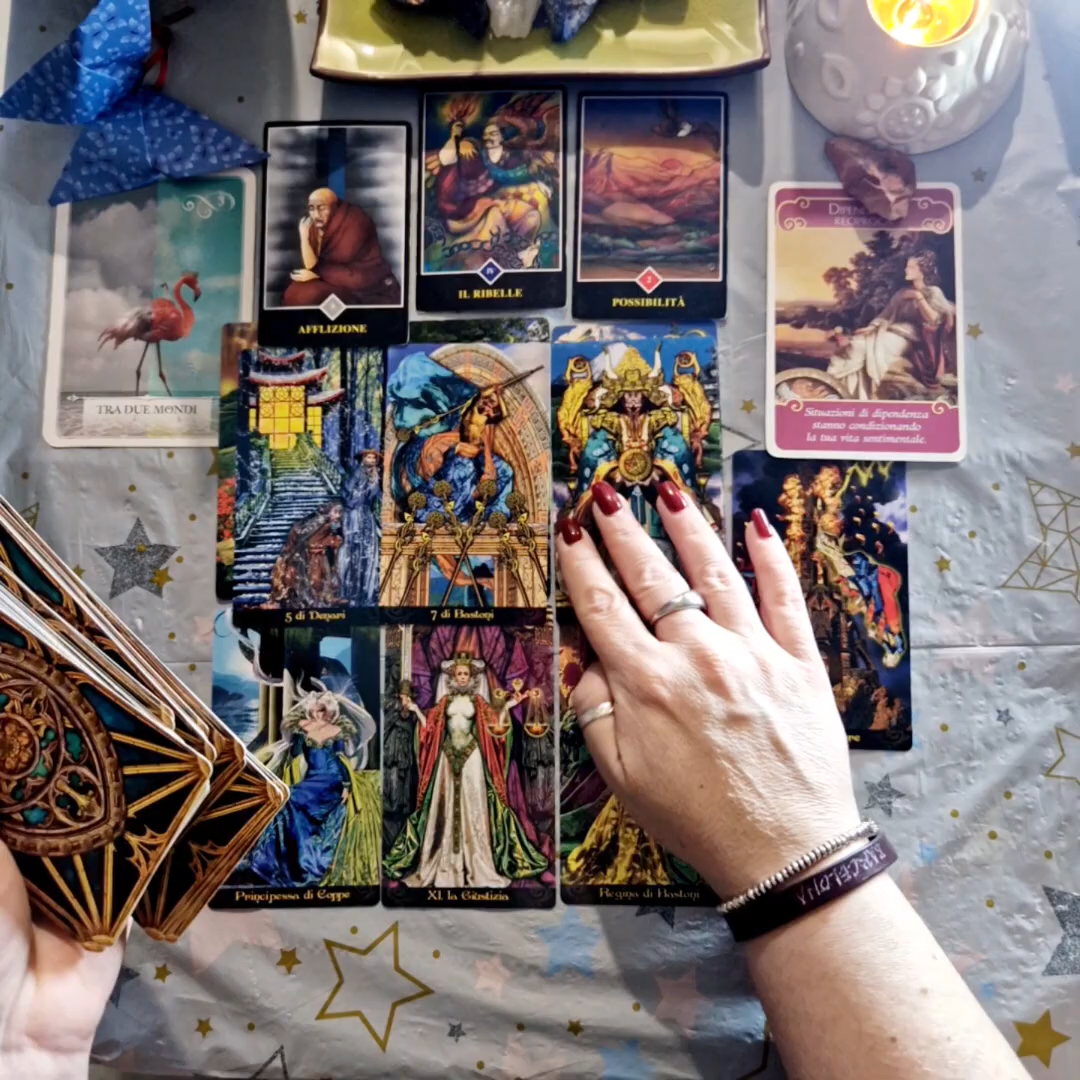 IL RIBELLE
POSSIBILITÀ
AFFLIZIONE
TRA DUE MONDI
Situazioni di dipendenza
stanno condizionando
la tua vita sentimentale.
5 di Denari
7 di Bastoni
Principessa di Coppe
XI. la Giustizia
Regina di Bastoni